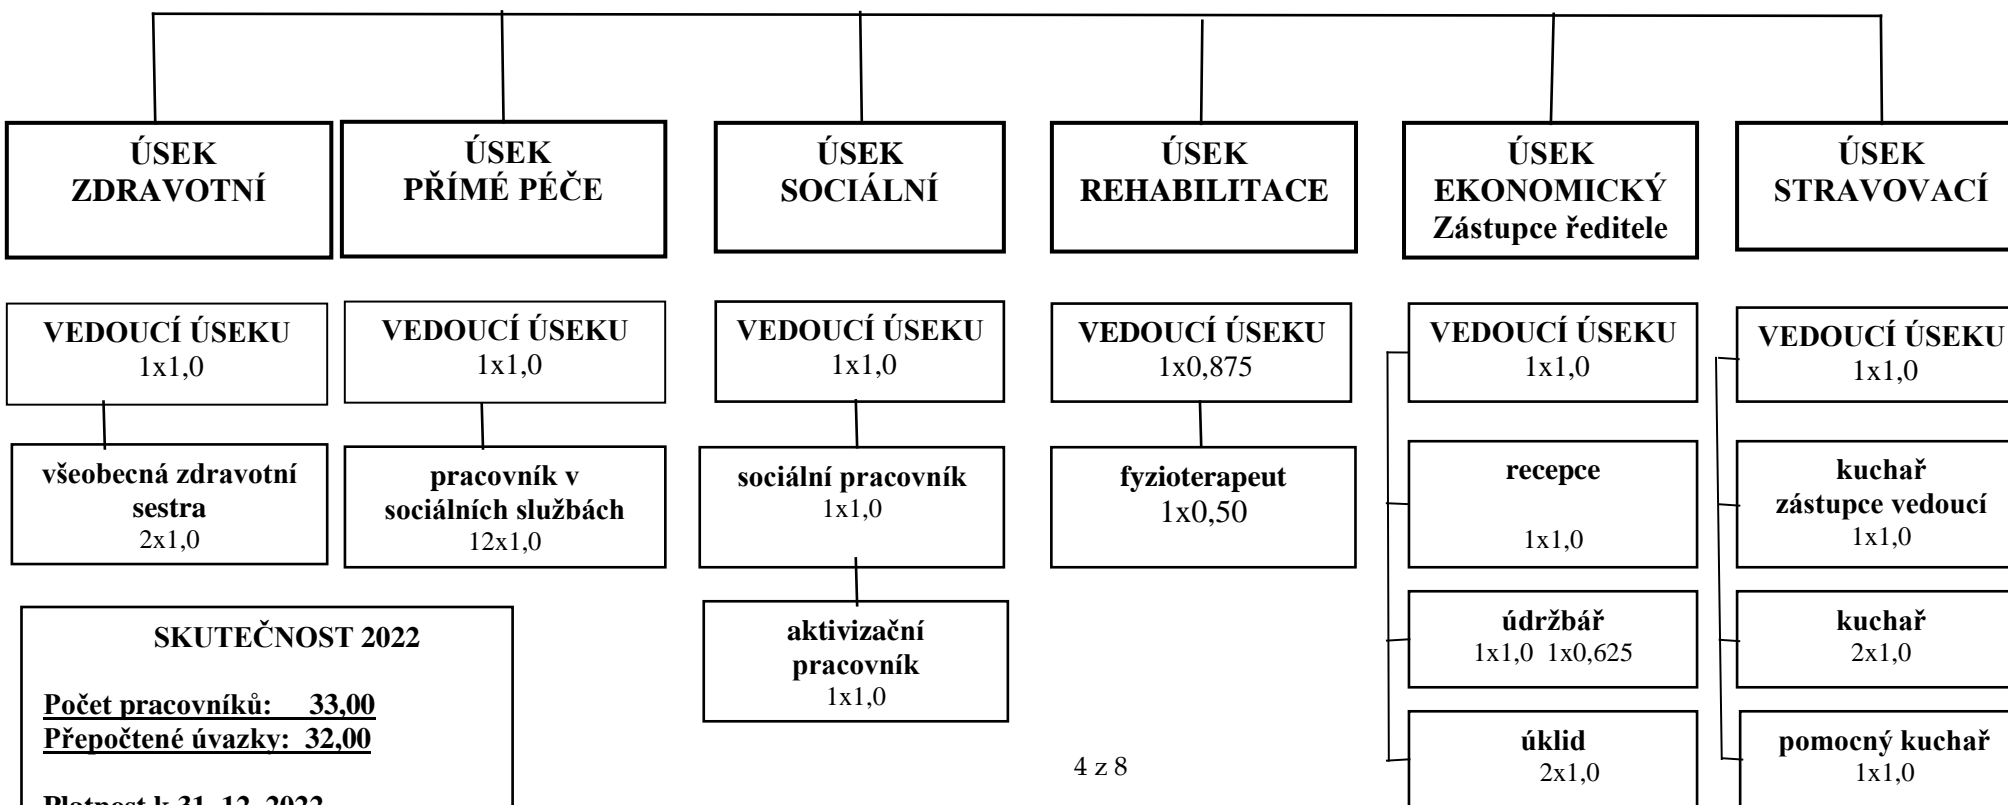 ÚSEK
ZDRAVOTNÍ
ÚSEK
PŘÍMÉ PÉČE
ÚSEK
SOCIÁLNÍ
ÚSEK
REHABILITACE
ÚSEK
EKONOMICKÝ
Zástupce ředitele
ÚSEK
STRAVOVACÍ
VEDOUCÍ ÚSEKU
1x1,0
VEDOUCÍ ÚSEKU
1x1,0
VEDOUCÍ ÚSEKU
1x1,0
VEDOUCÍ ÚSEKU
1x0,875
VEDOUCÍ ÚSEKU
1x1,0
VEDOUCÍ ÚSEKU
1x1,0
všeobecná zdravotní
sestra
2x1,0
pracovník v
sociálních službách
12x1,0
sociální pracovník
1x1,0
fyzioterapeut
1x0,50
recepce
1x1,0
kuchař
zástupce vedoucí
1x1,0
aktivizační
pracovník
1x1,0
údržbář
1x1,0 1x0,625
kuchař
2x1,0
úklid
2x1,0
pomocný kuchař
1x1,0
SKUTEČNOST 2022
Počet pracovníků: 33,00
Přepočtené úvazky: 32,00
Platnost k 31. 12. 2022
4 z 8